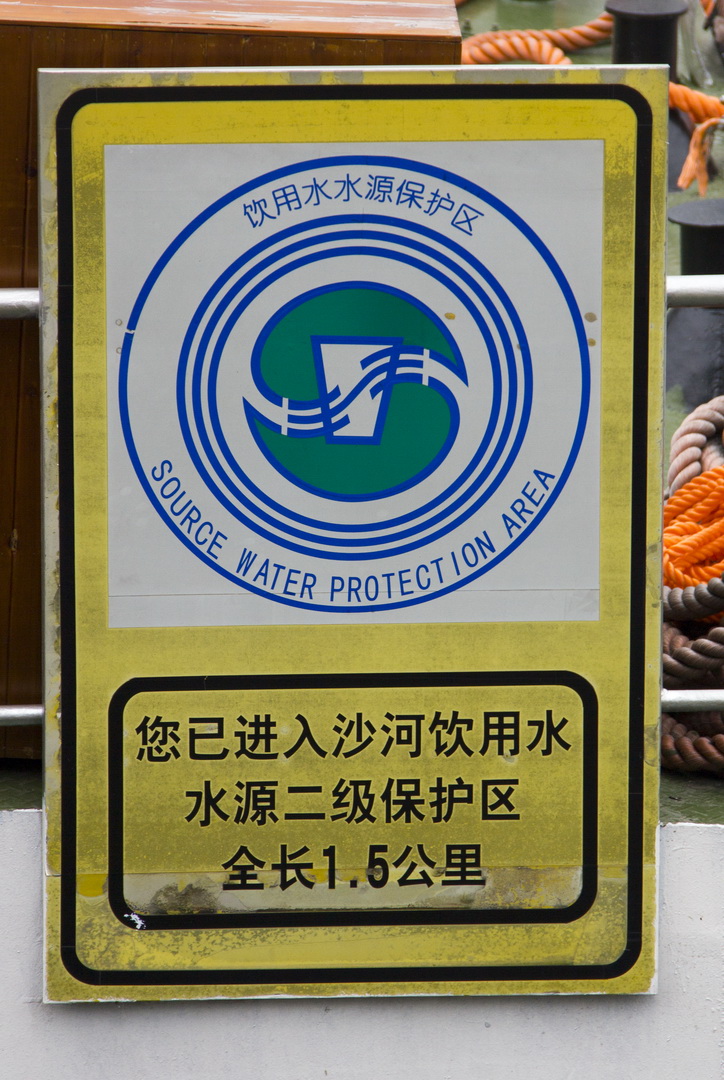 饮用水水源保护区
SOURCE WATER PROTECTION AREA
您已进入沙河饮用水
水源二级保护区
全长1.5公里